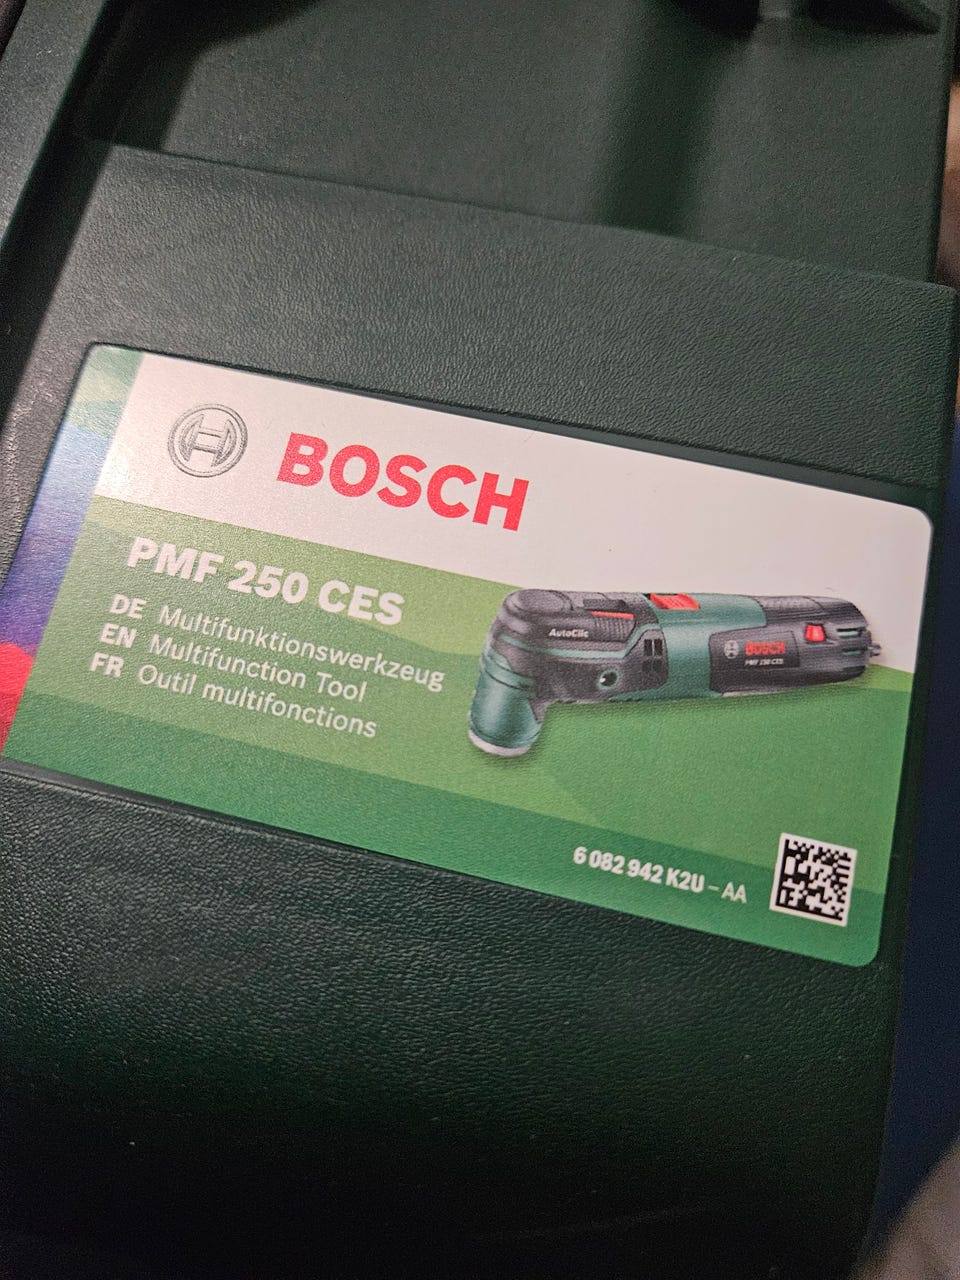 BOSCH
PMF 250 CES
DE Multifunktionswerkzeug
EN Multifunction Tool
FR Outil multifonctions
AutoClic
BOSCH
PMF 250 CES
6 082 942 K2U – AA